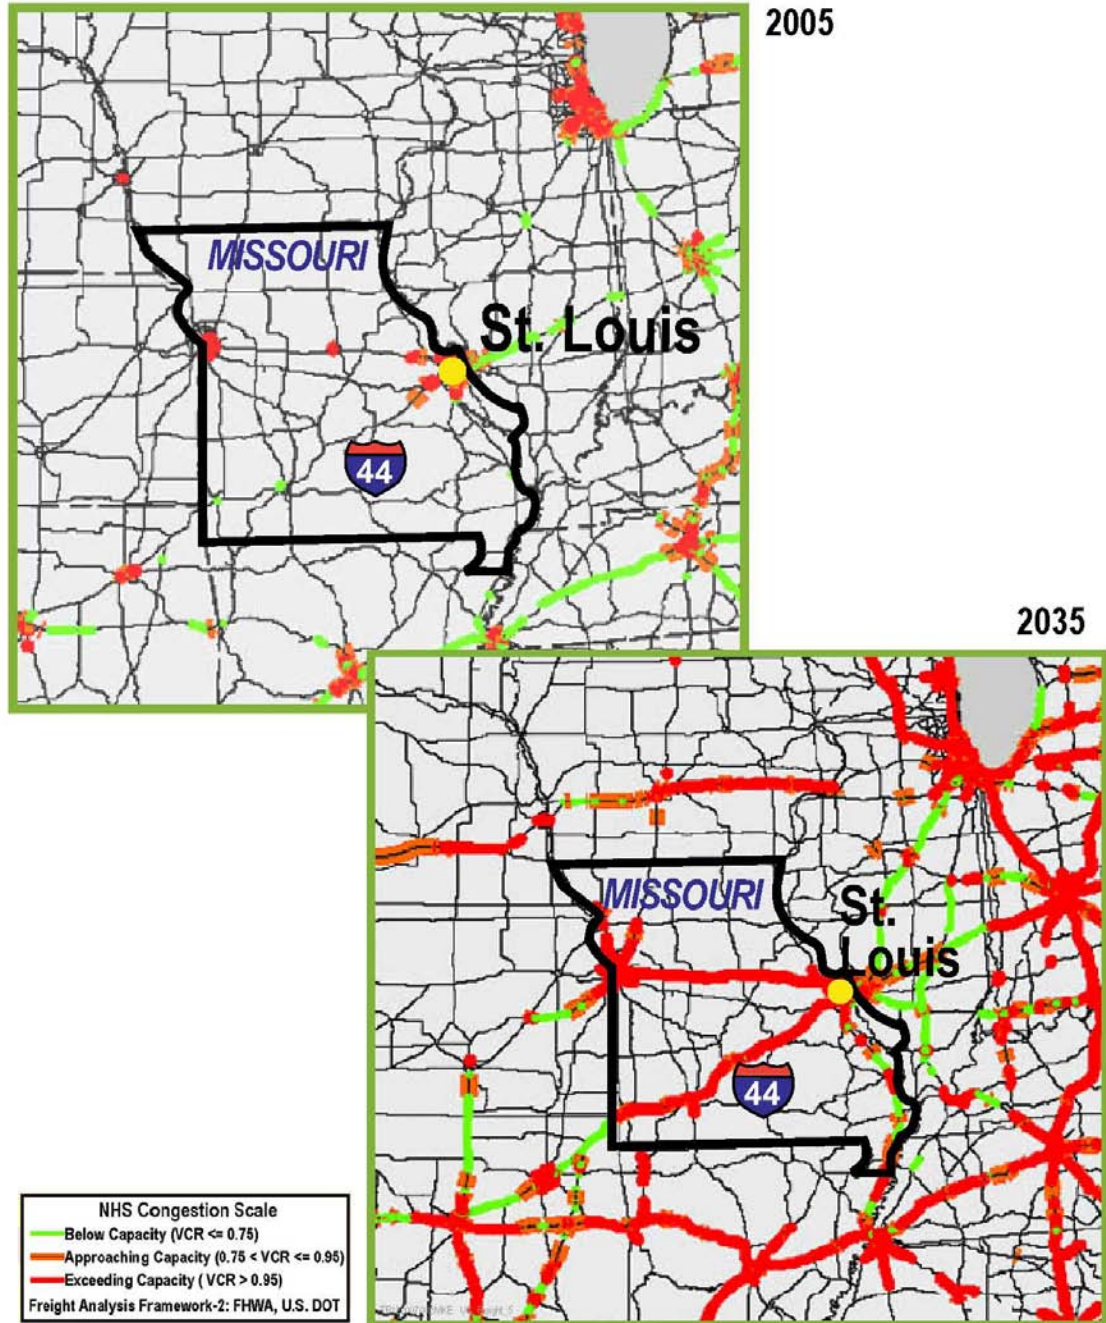 2005
MISSOURI
St. Louis
44
2035
MISSOURI
St.
Louis
44
NHS Congestion Scale
Below Capacity (VCR <= 0.75)
Approaching Capacity (0.75 < VCR <= 0.95)
Exceeding Capacity ( VCR > 0.95)
Freight Analysis Framework-2: FHWA, U.S. DOT